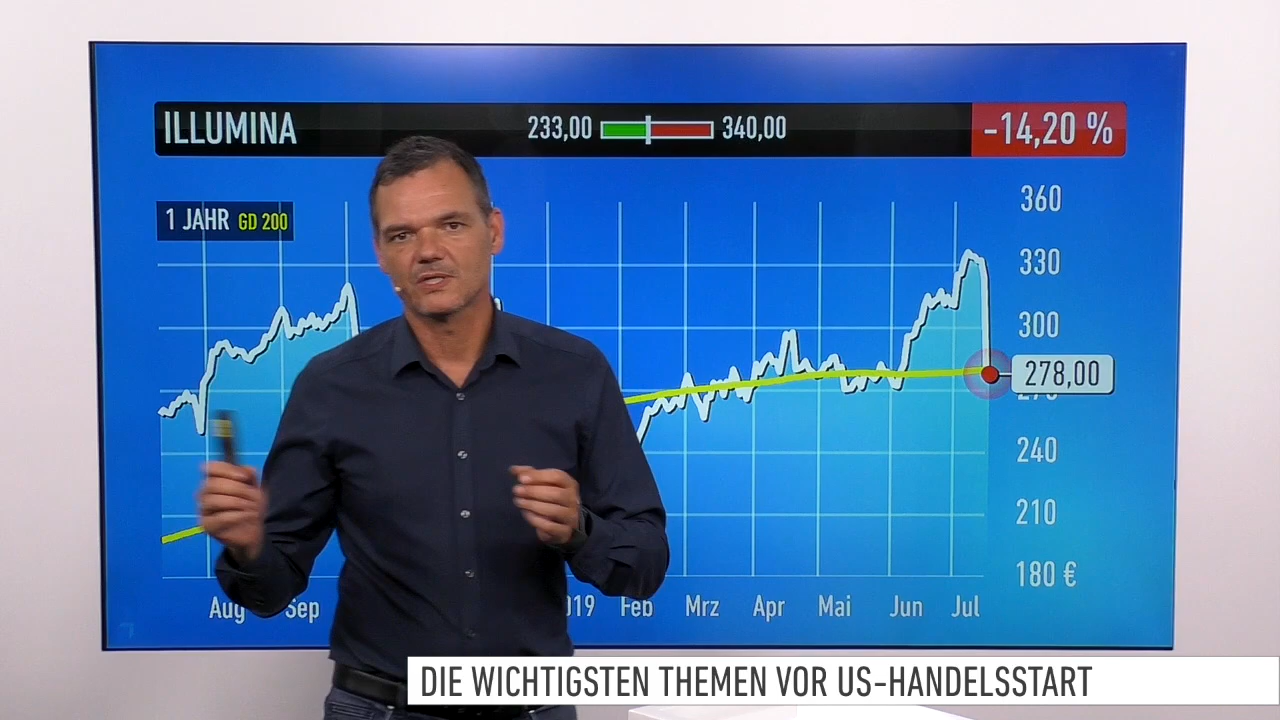 ILLUMINA 233,00 340,00 -14,20 %
1 JAHR GD 200
360
330
300
278,00
240
210
180 €
Aug Sep 019 Feb Mrz Apr Mai Jun Jul
DIE WICHTIGSTEN THEMEN VOR US-HANDELSSTART